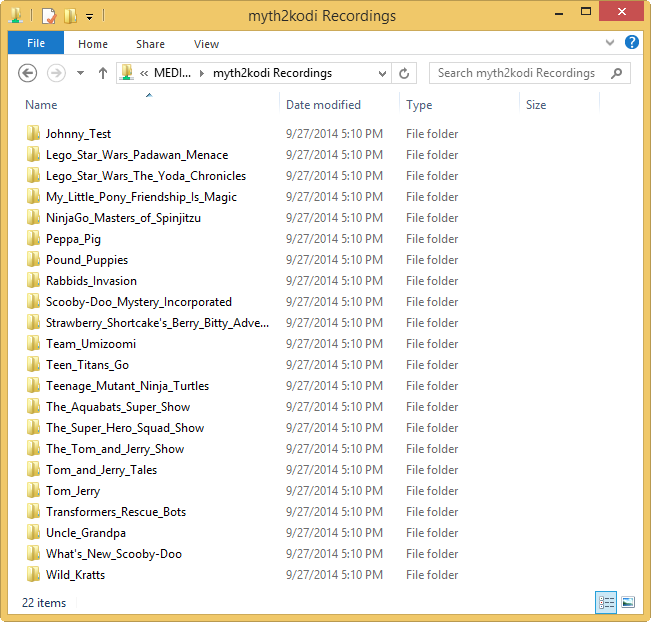 myth2kodi Recordings
File Home Share View
« MEDI... myth2kodi Recordings Search myth2kodi Recordings
Name Date modified Type Size
Johnny_Test 9/27/2014 5:10 PM File folder
Lego_Star_Wars_Padawan_Menace 9/27/2014 5:10 PM File folder
Lego_Star_Wars_The_Yoda_Chronicles 9/27/2014 5:10 PM File folder
My_Little_Pony_Friendship_Is_Magic 9/27/2014 5:10 PM File folder
NinjaGo_Masters_of_Spinjitzu 9/27/2014 5:10 PM File folder
Peppa_Pig 9/27/2014 5:10 PM File folder
Pound_Puppies 9/27/2014 5:10 PM File folder
Rabbids_Invasion 9/27/2014 5:10 PM File folder
Scooby-Doo_Mystery_Incorporated 9/27/2014 5:10 PM File folder
Strawberry_Shortcake's_Berry_Bitty_Adve... 9/27/2014 5:10 PM File folder
Team_Umizoomi 9/27/2014 5:10 PM File folder
Teen_Titans_Go 9/27/2014 5:10 PM File folder
Teenage_Mutant_Ninja_Turtles 9/27/2014 5:10 PM File folder
The_Aquabats_Super_Show 9/27/2014 5:10 PM File folder
The_Super_Hero_Squad_Show 9/27/2014 5:10 PM File folder
The_Tom_and_Jerry_Show 9/27/2014 5:10 PM File folder
Tom_and_Jerry_Tales 9/27/2014 5:10 PM File folder
Tom_Jerry 9/27/2014 5:10 PM File folder
Transformers_Rescue_Bots 9/27/2014 5:10 PM File folder
Uncle_Grandpa 9/27/2014 5:10 PM File folder
What's_New_Scooby-Doo 9/27/2014 5:10 PM File folder
Wild_Kratts 9/27/2014 5:10 PM File folder
22 items